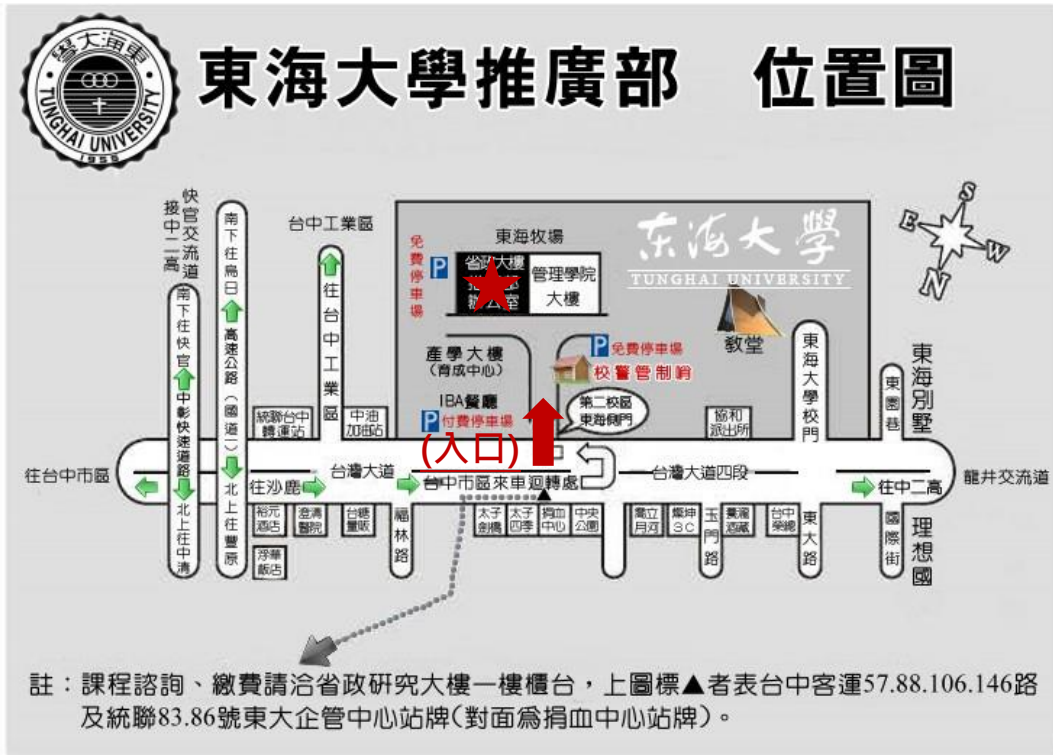 東海大學
TUNGHAI UNIVERSITY
1955
東海大學推廣部 位置圖
快官交流道
接中二高
南下往快官
中彰快速道路
北上往中清
南下往烏日
高速公路(國道一)
北上往豐原
台中工業區
往台中工業區
免費停車場
P
東海牧場
省政大樓
辦公室
管理學院
大樓
东海大學
TUNGHAI UNIVERSITY
教堂
S
E
W
N
產學大樓
(育成中心)
P 免費停車場
校警管制哨
IBA餐廳
P 付費停車場
(入口)
第二校區
東海側門
協和
派出所
東海大學校門
東園巷
東海別墅
統聯台中
轉運站
中油
加油站
往台中市區
往沙鹿
台灣大道
台中市區來車迴轉處
台灣大道四段
往中二高
龍井交流道
裕元
酒店
澄清
醫院
台糖
量販
福林路
太子
劍橋
太子
四季
捐血
中心
中央
公園
喬立
月河
燦坤
3C
玉門路
酒藏
台中
榮總
東大路
國際街
理想國
浮華
飯店
註：課程諮詢、繳費請洽省政研究大樓一樓櫃台，上圖標▲者表台中客運57.88.106.146路
及統聯83.86號東大企管中心站牌(對面為捐血中心站牌)。